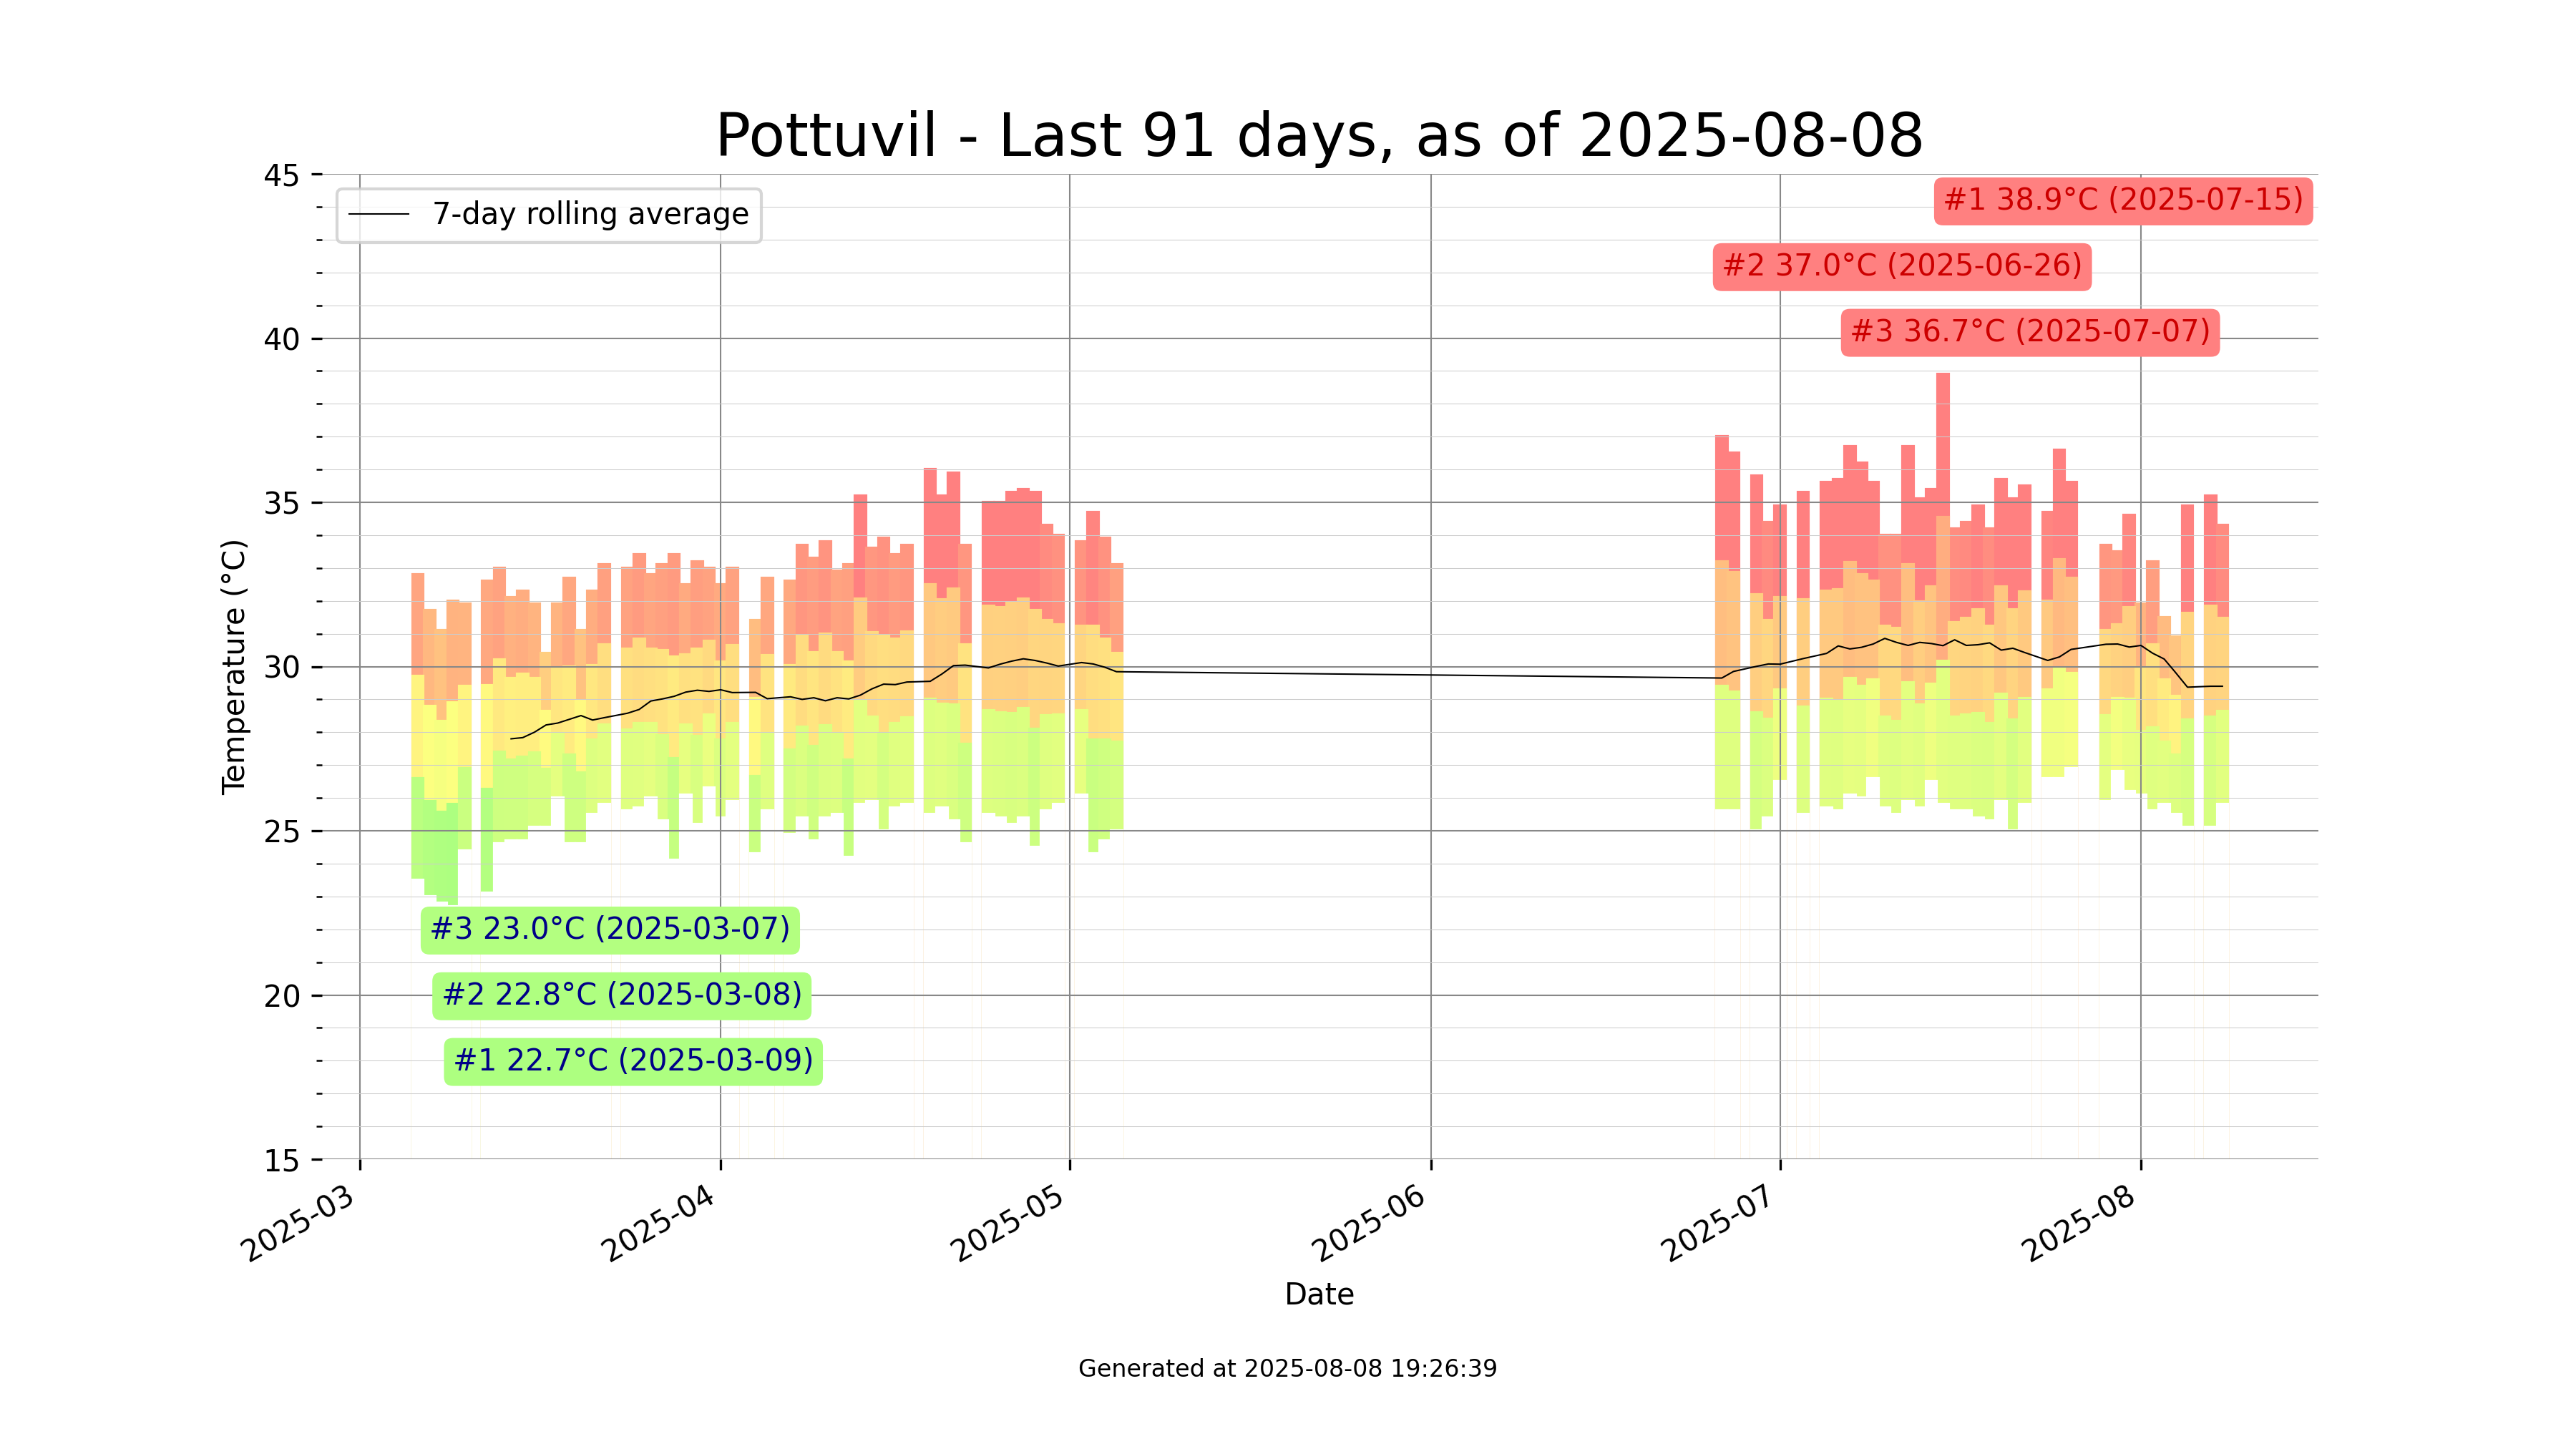 Pottuvil - Last 91 days, as of 2025-08-08
7-day rolling average
#1 38.9°C (2025-07-15)
#2 37.0°C (2025-06-26)
#3 36.7°C (2025-07-07)
#3 23.0°C (2025-03-07)
#2 22.8°C (2025-03-08)
#1 22.7°C (2025-03-09)
Temperature (°C)
45
40
35
30
25
20
15
2025-03
2025-04
2025-05
2025-06
2025-07
2025-08
Date
Generated at 2025-08-08 19:26:39